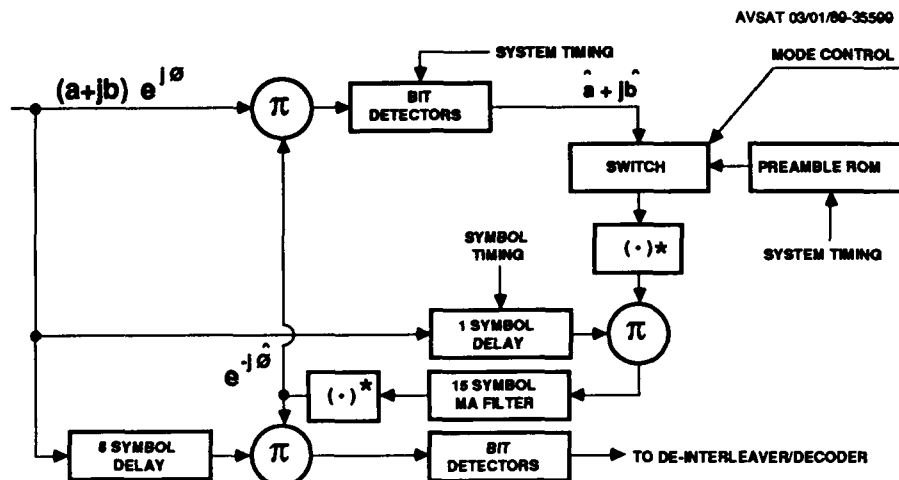 AVSAT 03/01/89-35599
SYSTEM TIMING
MODE CONTROL
(a+jb) e^jø
π
BIT
DETECTORS
â + jb̂
SWITCH
PREAMBLE ROM
SYMBOL
TIMING
(·)*
SYSTEM TIMING
1 SYMBOL
DELAY
π
e^-jø̂
(·)*
15 SYMBOL
MA FILTER
8 SYMBOL
DELAY
π
BIT
DETECTORS
TO DE-INTERLEAVER/DECODER